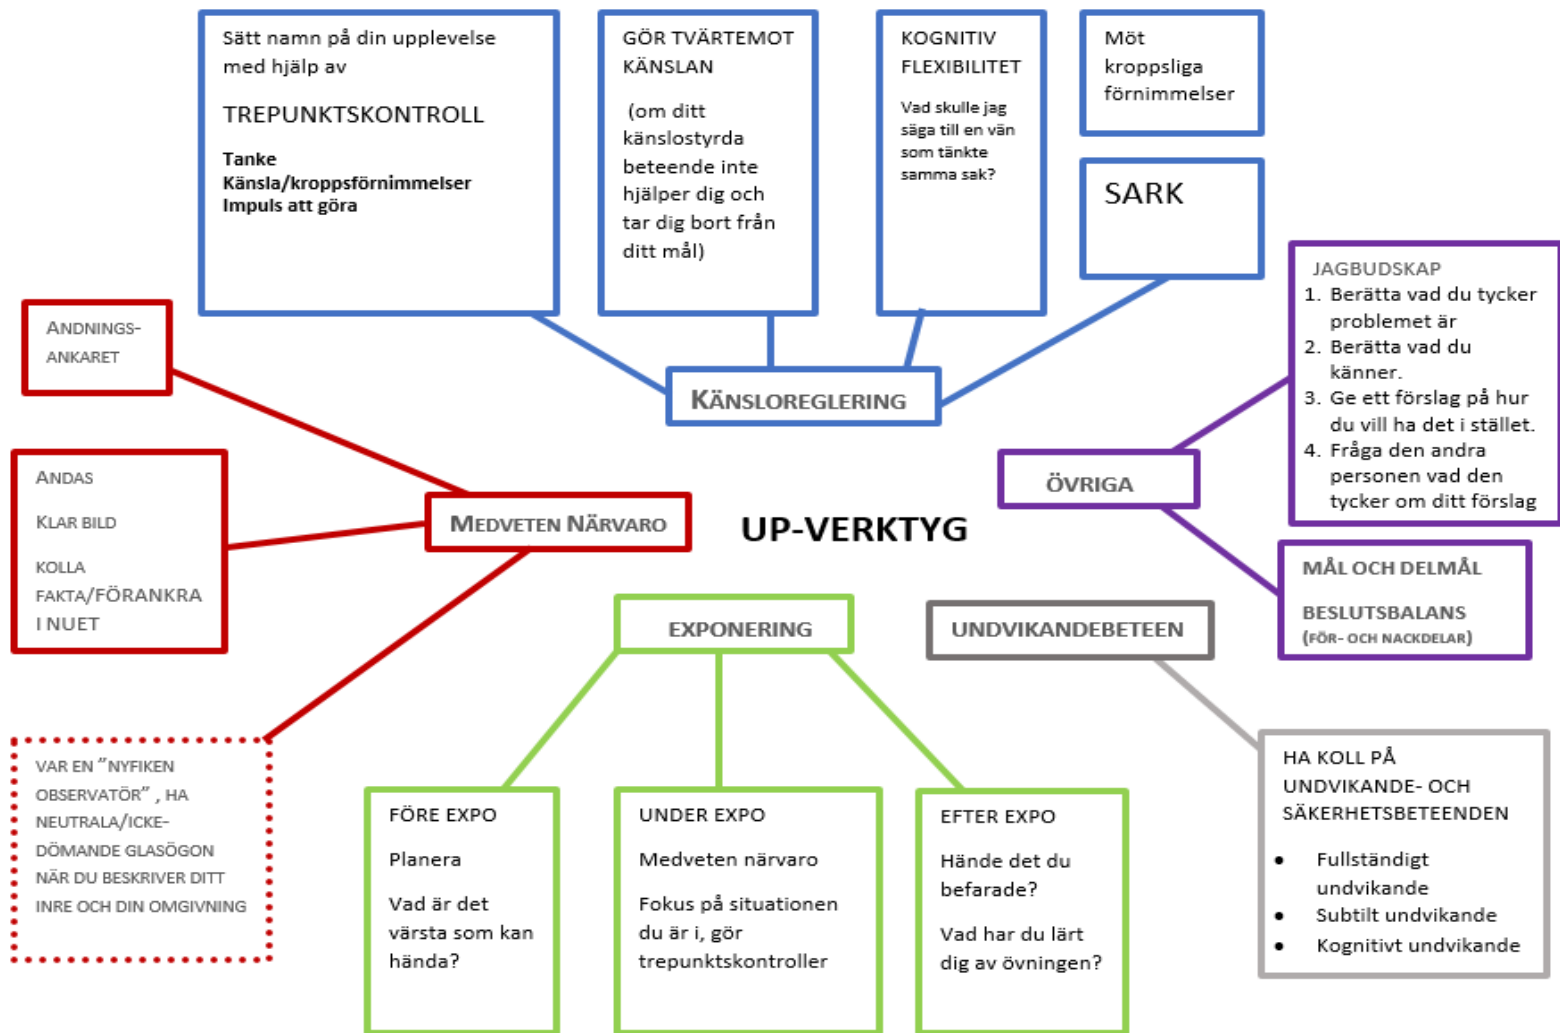 Sätt namn på din upplevelse
med hjälp av
TREPUNKTSKONTROLL
Tanke
Känsla/kroppsförnimmelser
Impuls att göra
GÖR TVÄRTEMOT
KÄNSLAN
(om ditt
känslostyrda
beteende inte
hjälper dig och
tar dig bort från
ditt mål)
KOGNITIV
FLEXIBILITET
Vad skulle jag
säga till en vän
som tänkte
samma sak?
Möt
kroppsliga
förnimmelser
SARK
KÄNSLOREGLERING
JAGBUDSKAP
1. Berätta vad du tycker
problemet är
2. Berätta vad du
känner.
3. Ge ett förslag på hur
du vill ha det i stället.
4. Fråga den andra
personen vad den
tycker om ditt förslag
ÖVRIGA
MÅL OCH DELMÅL
BESLUTSBALANS
(FÖR- OCH NACKDELAR)
ANDNINGS-
ANKARET
ANDAS
KLAR BILD
KOLLA
FAKTA/FÖRANKRA
I NUET
MEDVETEN NÄRVARO
UP-VERKTYG
VAR EN ”NYFIKEN
OBSERVATÖR” , HA
NEUTRALA/ICKE-
DÖMANDE GLASÖGON
NÄR DU BESKRIVER DITT
INRE OCH DIN OMGIVNING
EXPONERING
FÖRE EXPO
Planera
Vad är det
värsta som kan
hända?
UNDER EXPO
Medveten närvaro
Fokus på situationen
du är i, gör
trepunktskontroller
EFTER EXPO
Hände det du
befarade?
Vad har du lärt
dig av övningen?
UNDVIKANDEBETEEN
HA KOLL PÅ
UNDVIKANDE- OCH
SÄKERHETSBETEENDEN
• Fullständigt
undvikande
• Subtilt undvikande
• Kognitivt undvikande